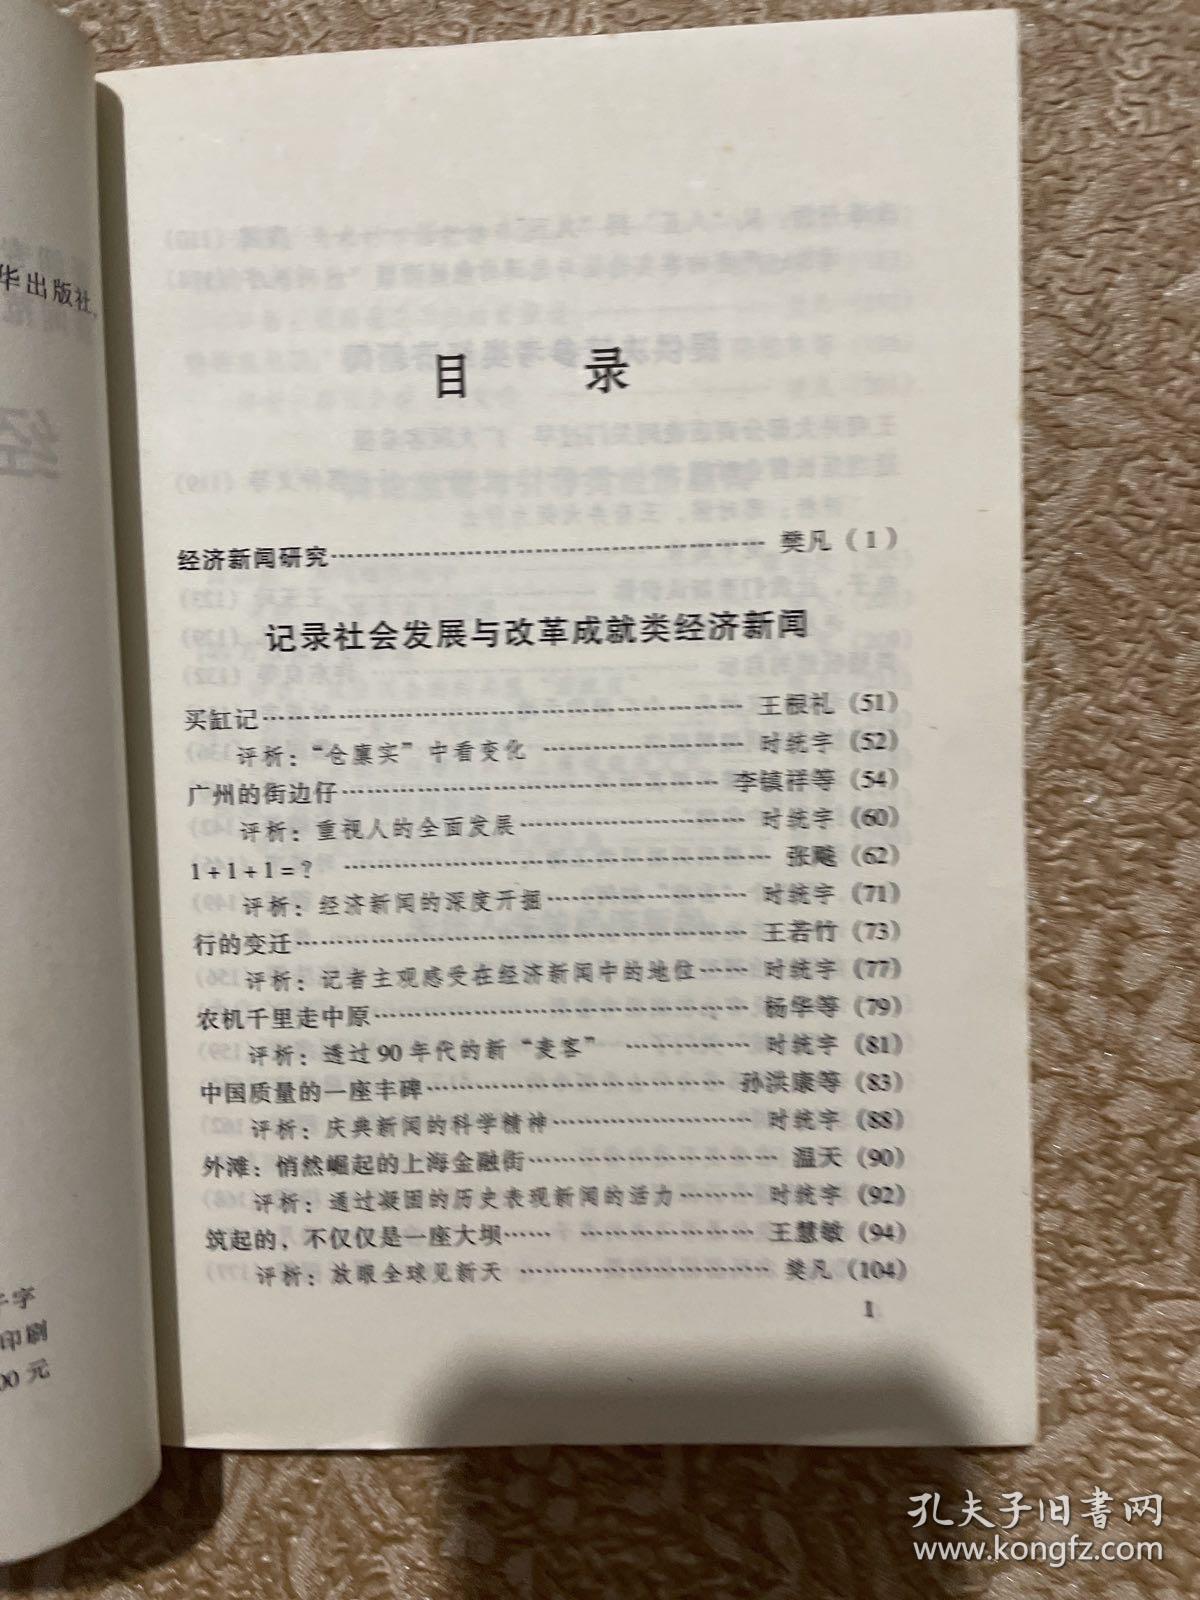 华出版社,
目 录
经济新闻研究…………………………………………… 樊凡（1）
记录社会发展与改革成就类经济新闻
买缸记………………………………………………… 王根礼（51）
评析：“仓廪实”中看变化 …………………… 时统宇（52）
广州的街边仔……………………………………… 李镇祥等（54）
评析：重视人的全面发展……………………… 时统宇（60）
1+1+1=？ …………………………………………… 张飚（62）
评析：经济新闻的深度开掘…………………… 时统宇（71）
行的变迁……………………………………………… 王若竹（73）
评析：记者主观感受在经济新闻中的地位…… 时统宇（77）
农机千里走中原……………………………………… 杨华等（79）
评析：透过90年代的新“麦客” …………… 时统宇（81）
中国质量的一座丰碑……………………………… 孙洪康等（83）
评析：庆典新闻的科学精神…………………… 时统宇（88）
外滩：悄然崛起的上海金融街………………………… 温天（90）
评析：通过凝固的历史表现新闻的活力……… 时统宇（92）
筑起的，不仅仅是一座大坝…… ………………… 王慧敏（94）
评析：放眼全球见新天 ………………………… 樊凡（104）
1
字
印刷
00元
孔夫子旧书网
www.kongfz.com